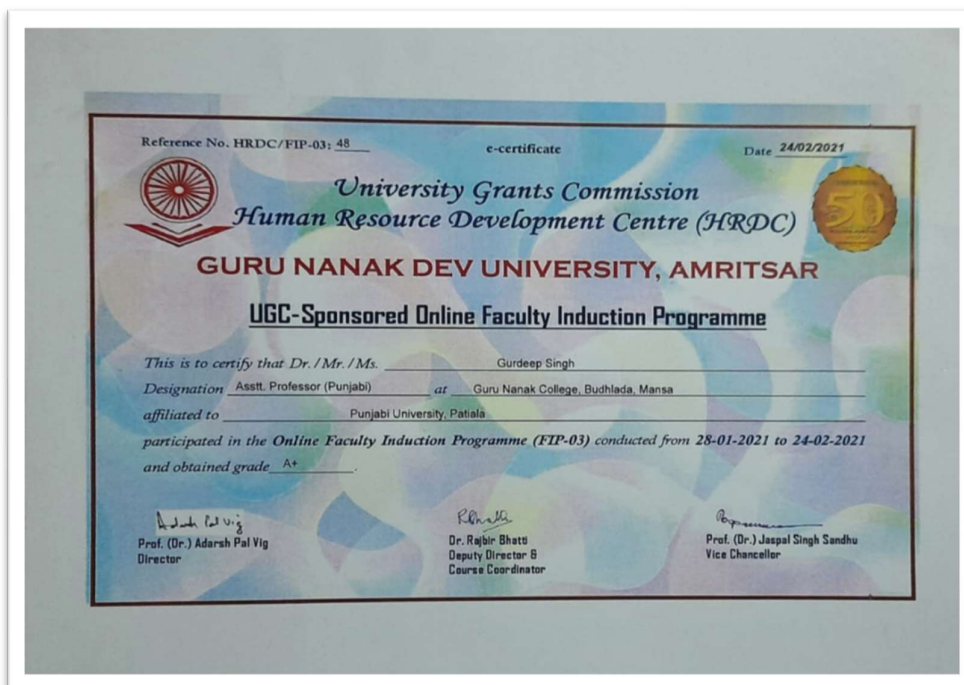 Reference No. HRDC/FIP-03: 48 e-certificate Date 24/02/2021
University Grants Commission
Human Resource Development Centre (HRDC)
50
GURU NANAK DEV UNIVERSITY, AMRITSAR
UGC-Sponsored Online Faculty Induction Programme
This is to certify that Dr./Mr./Ms. Gurdeep Singh
Designation Asstt. Professor (Punjabi) at Guru Nanak College, Budhlada, Mansa
affiliated to Punjabi University, Patiala
participated in the Online Faculty Induction Programme (FIP-03) conducted from 28-01-2021 to 24-02-2021
and obtained grade A+.
Adarsh Pal Vig
Prof. (Dr.) Adarsh Pal Vig
Director
Dr. Rajbir Bhatti
Deputy Director &
Course Coordinator
Prof. (Dr.) Jaspal Singh Sandhu
Vice Chancellor